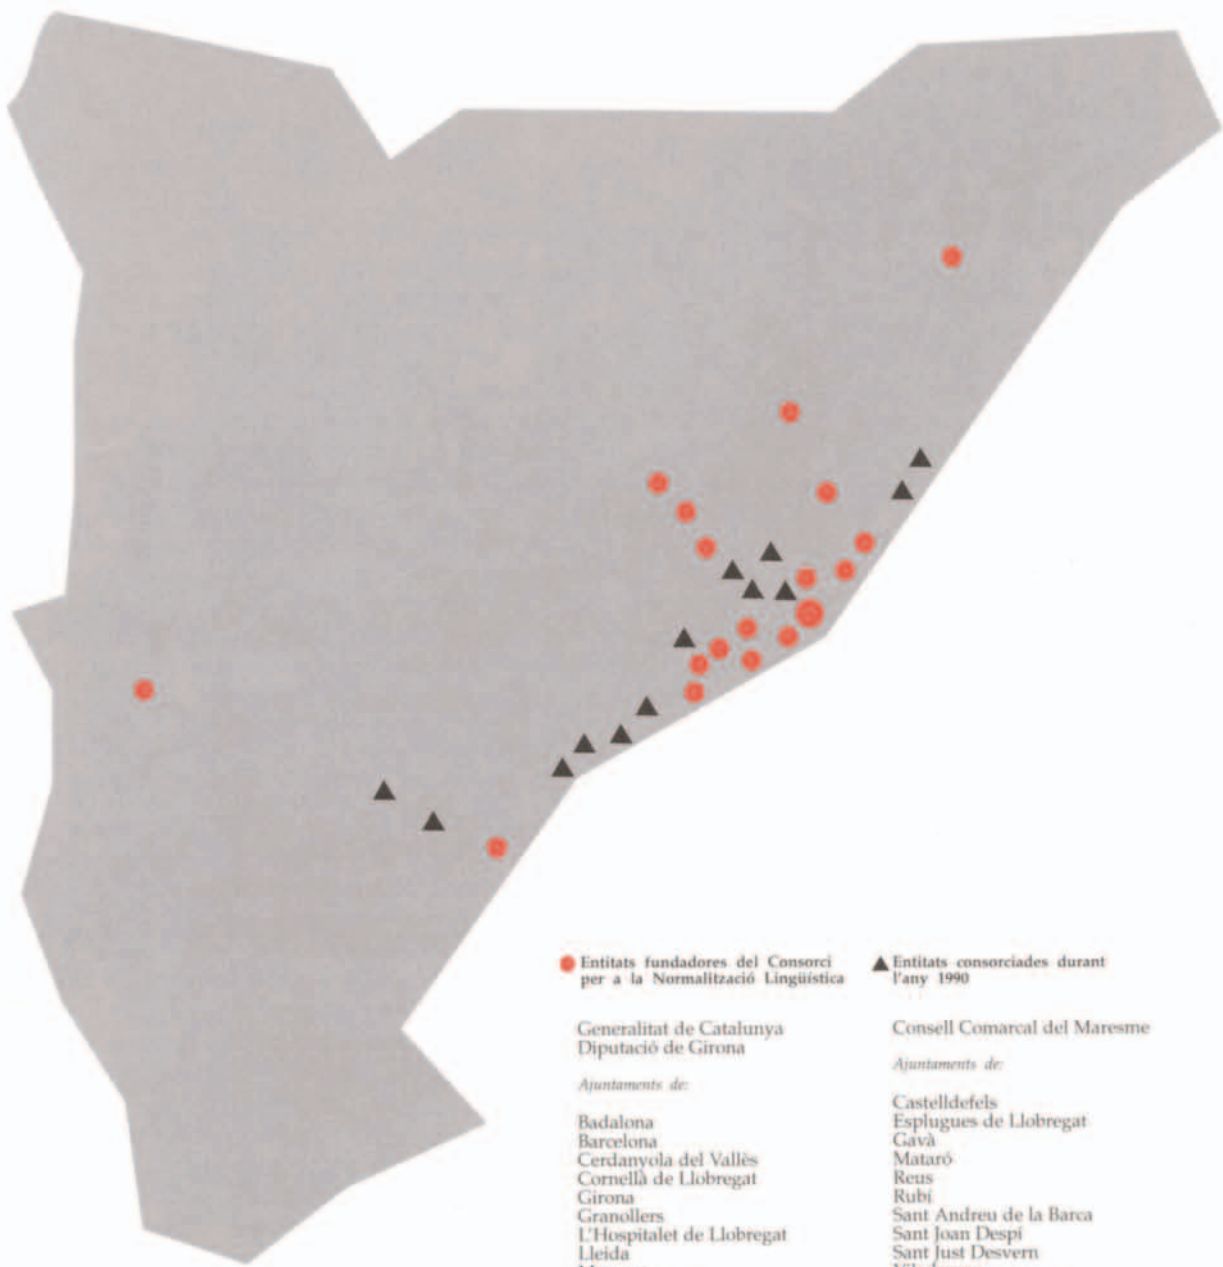 Entitats fundadores del Consorci
per a la Normalització Lingüística
Generalitat de Catalunya
Diputació de Girona
Ajuntaments de:
Badalona
Barcelona
Cerdanyola del Vallès
Cornellà de Llobregat
Girona
Granollers
L'Hospitalet de Llobregat
Lleida
Entitats consorciades durant
l'any 1990
Consell Comarcal del Maresme
Ajuntaments de:
Castelldefels
Esplugues de Llobregat
Gavà
Mataró
Reus
Rubí
Sant Andreu de la Barca
Sant Joan Despí
Sant Just Desvern